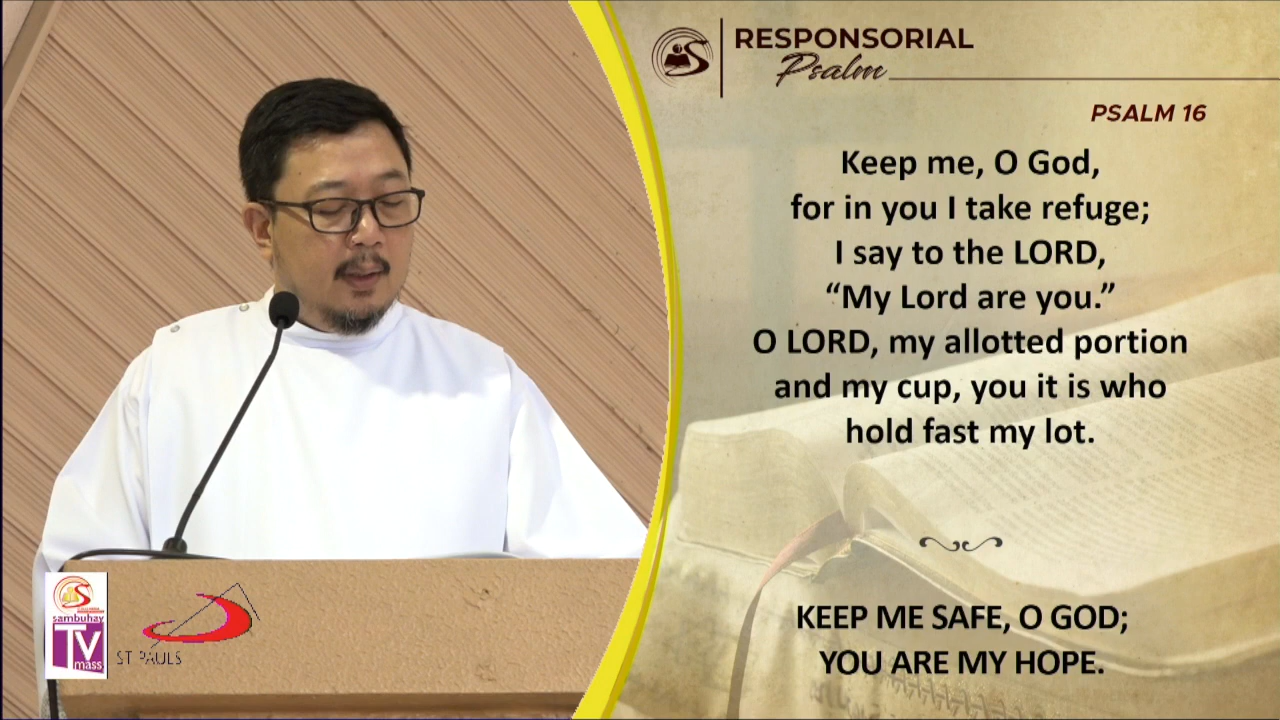 RESPONSORIAL
Psalm
PSALM 16
Keep me, O God,
for in you I take refuge;
I say to the LORD,
“My Lord are you.”
O LORD, my allotted portion
and my cup, you it is who
hold fast my lot.
KEEP ME SAFE, O GOD;
YOU ARE MY HOPE.
sambuhay
TV
mass
ST PAULS